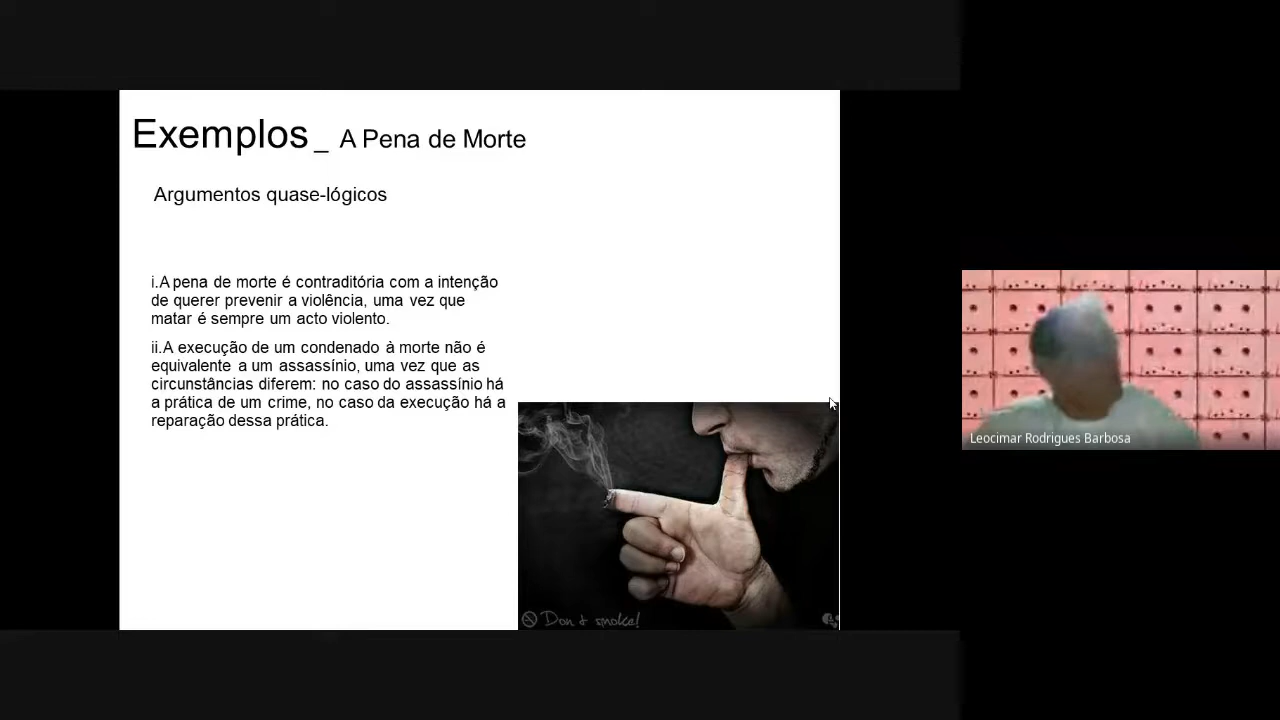 Exemplos _ A Pena de Morte
Argumentos quase-lógicos
i.A pena de morte é contraditória com a intenção
de querer prevenir a violência, uma vez que
matar é sempre um acto violento.
ii.A execução de um condenado à morte não é
equivalente a um assassínio, uma vez que as
circunstâncias diferem: no caso do assassínio há
a prática de um crime, no caso da execução há a
reparação dessa prática.
Don't smoke!
Leocimar Rodrigues Barbosa